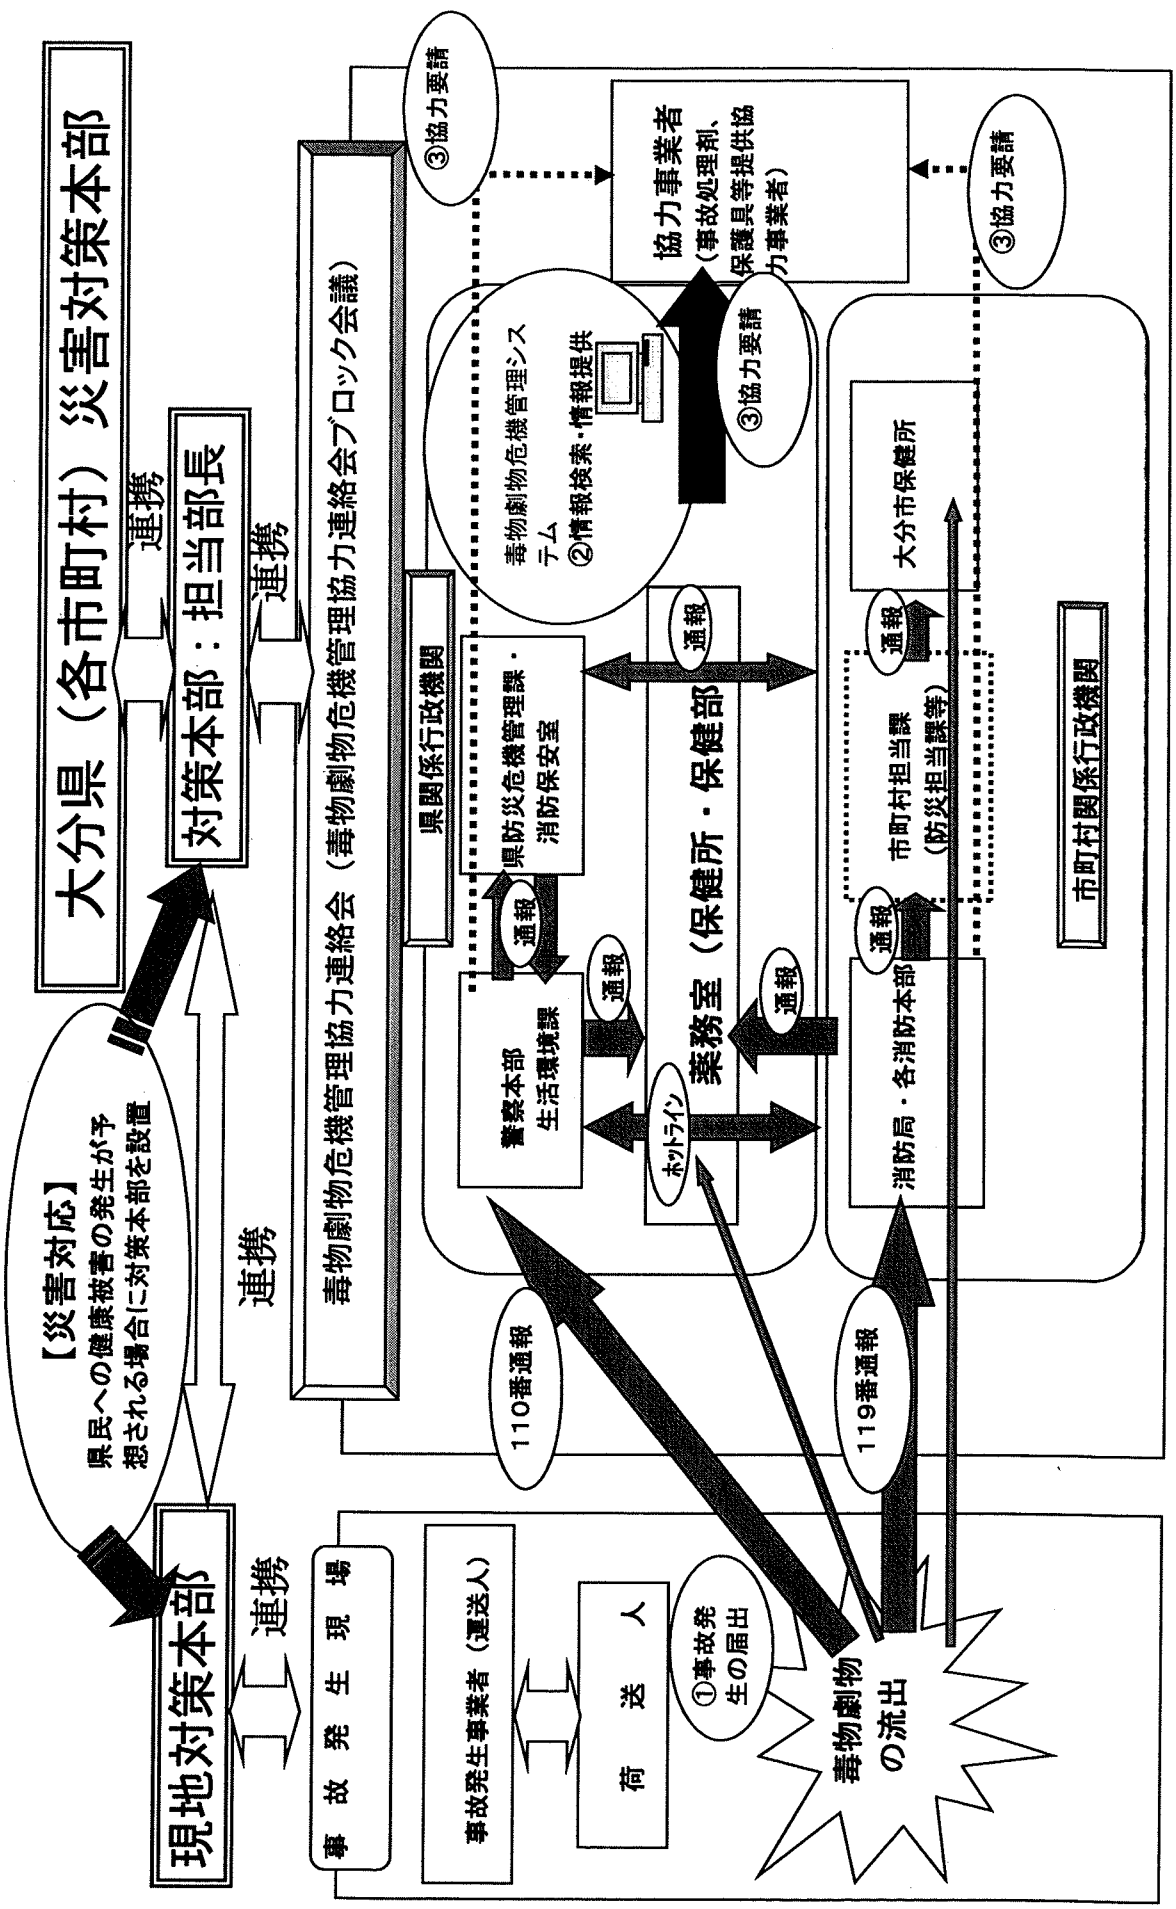 大分県（各市町村）災害対策本部
連携
対策本部：担当部長
連携
【災害対応】
県民への健康被害の発生が予
想される場合に対策本部を設置
連携
現地対策本部
連携
毒物劇物危機管理協力連絡会（毒物劇物危機管理協力連絡会ブロック会議）
事故発生現場
事故発生事業者（運送人）
荷送人
①事故発
生の届出
毒物劇物
の流出
110番通報
119番通報
県関係行政機関
警察本部
生活環境課
通報
県防災危機管理課・
消防保安室
通報
通報
ホットライン
薬務室（保健所・保健部）
通報
毒物劇物危機管理シス
テム
②情報検索・情報提供
③協力要請
③協力要請
協力事業者
（事故処理剤、
保護具等提供協
力事業者）
③協力要請
消防局・各消防本部
通報
市町村担当課
（防災担当課等）
通報
大分市保健所
市町村関係行政機関